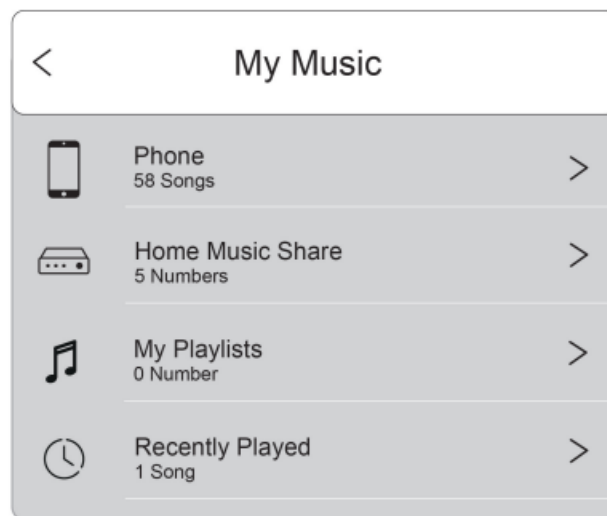 My Music
Phone
58 Songs
Home Music Share
5 Numbers
My Playlists
0 Number
Recently Played
1 Song